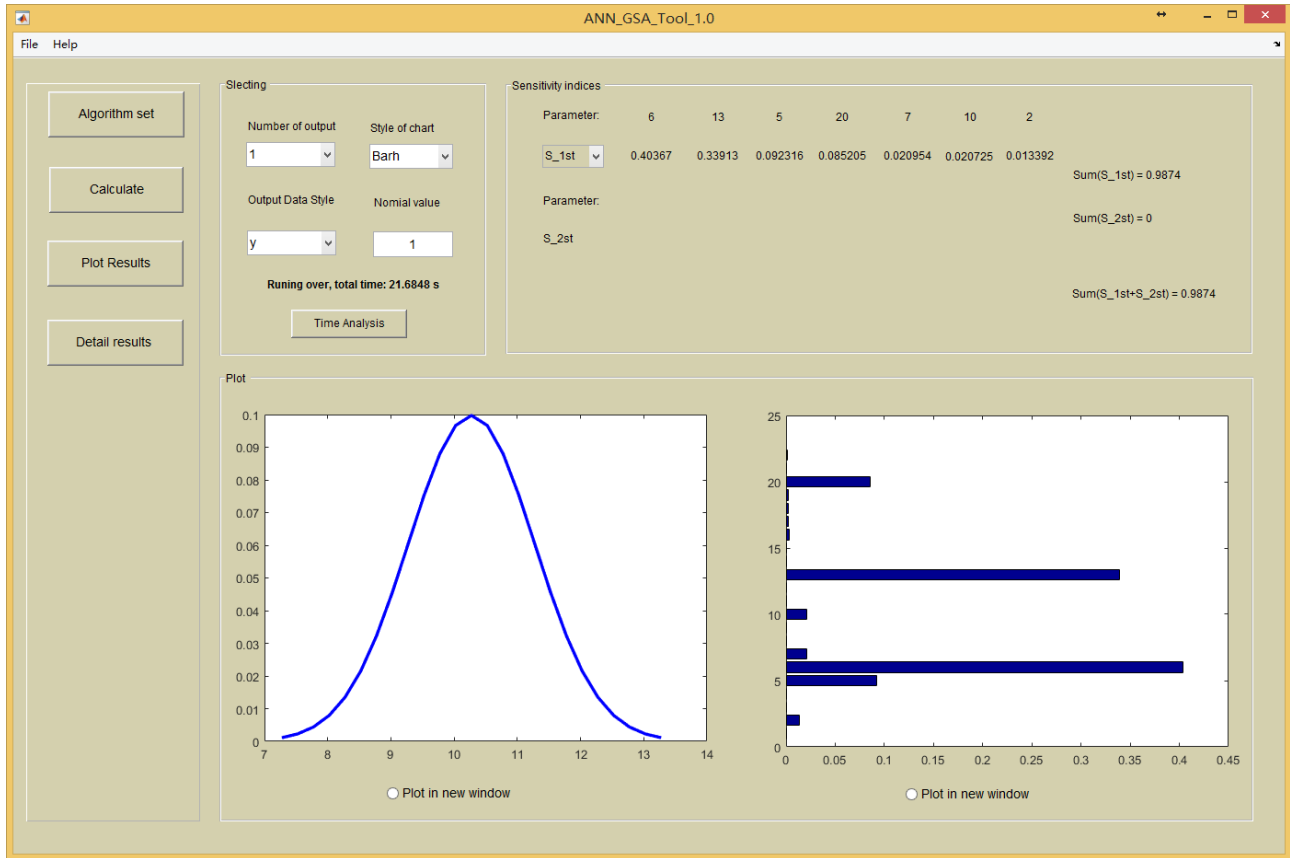 ANN_GSA_Tool_1.0
File Help
Algorithm set
Calculate
Plot Results
Detail results
Slecting
Number of output
Style of chart
1
Barh
Output Data Style
Nomial value
y
1
Runing over, total time: 21.6848 s
Time Analysis
Sensitivity indices
Parameter: 6 13 5 20 7 10 2
S_1st 0.40367 0.33913 0.092316 0.085205 0.020954 0.020725 0.013392
Sum(S_1st) = 0.9874
Parameter:
Sum(S_2st) = 0
S_2st
Sum(S_1st+S_2st) = 0.9874
Plot
0.1
0.09
0.08
0.07
0.06
0.05
0.04
0.03
0.02
0.01
0
7 8 9 10 11 12 13 14
Plot in new window
25
20
15
10
5
0
0 0.05 0.1 0.15 0.2 0.25 0.3 0.35 0.4 0.45
Plot in new window